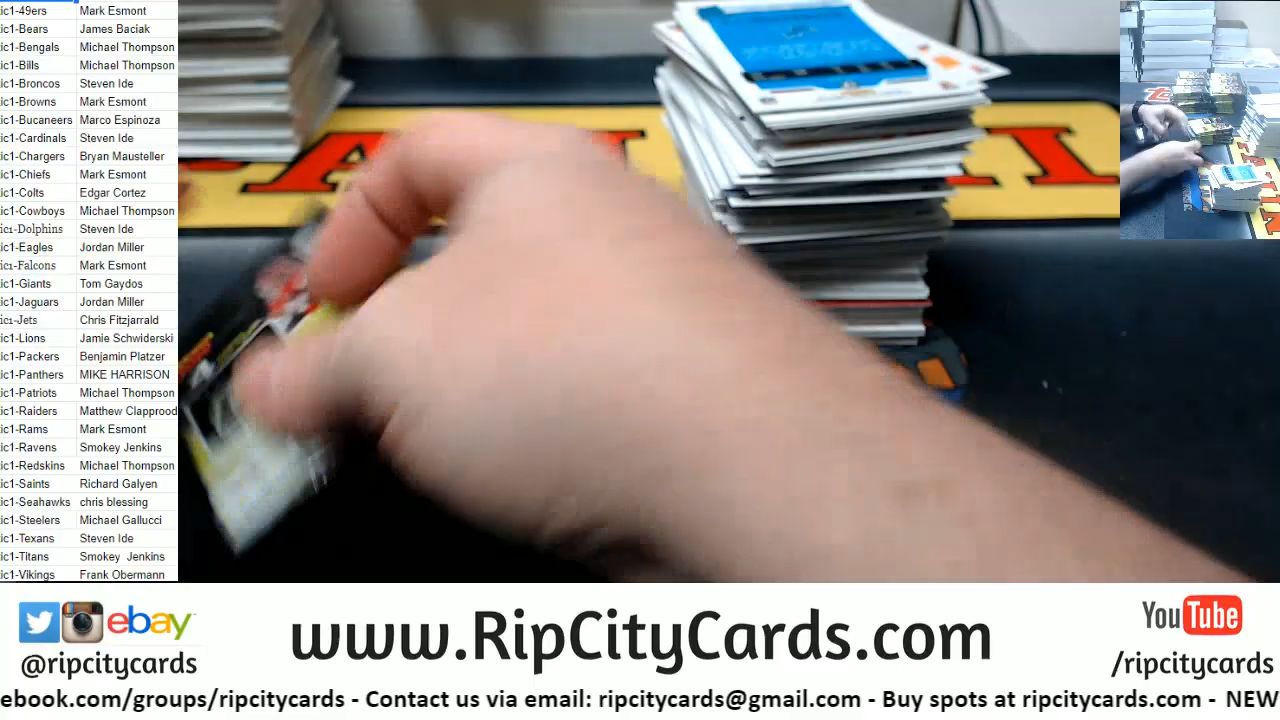 ic1-49ers Mark Esmont
ic1-Bears James Baciak
ic1-Bengals Michael Thompson
ic1-Bills Michael Thompson
ic1-Broncos Steven Ide
ic1-Browns Mark Esmont
ic1-Bucaneers Marco Espinoza
ic1-Cardinals Steven Ide
ic1-Chargers Bryan Mausteller
ic1-Chiefs Mark Esmont
ic1-Colts Edgar Cortez
ic1-Cowboys Michael Thompson
ic1-Dolphins Steven Ide
ic1-Eagles Jordan Miller
ic1-Falcons Mark Esmont
ic1-Giants Tom Gaydos
ic1-Jaguars Jordan Miller
ic1-Jets Chris Fitzjarrald
ic1-Lions Jamie Schwiderski
ic1-Packers Benjamin Platzer
ic1-Panthers MIKE HARRISON
ic1-Patriots Michael Thompson
ic1-Raiders Matthew Clapprood
ic1-Rams Mark Esmont
ic1-Ravens Smokey Jenkins
ic1-Redskins Michael Thompson
ic1-Saints Richard Galyen
ic1-Seahawks chris blessing
ic1-Steelers Michael Gallucci
ic1-Texans Steven Ide
ic1-Titans Smokey Jenkins
ic1-Vikings Frank Obermann
ebay
@ripcitycards
www.RipCityCards.com
YouTube
/ripcitycards
ebook.com/groups/ripcitycards - Contact us via email: ripcitycards@gmail.com - Buy spots at ripcitycards.com - NEW